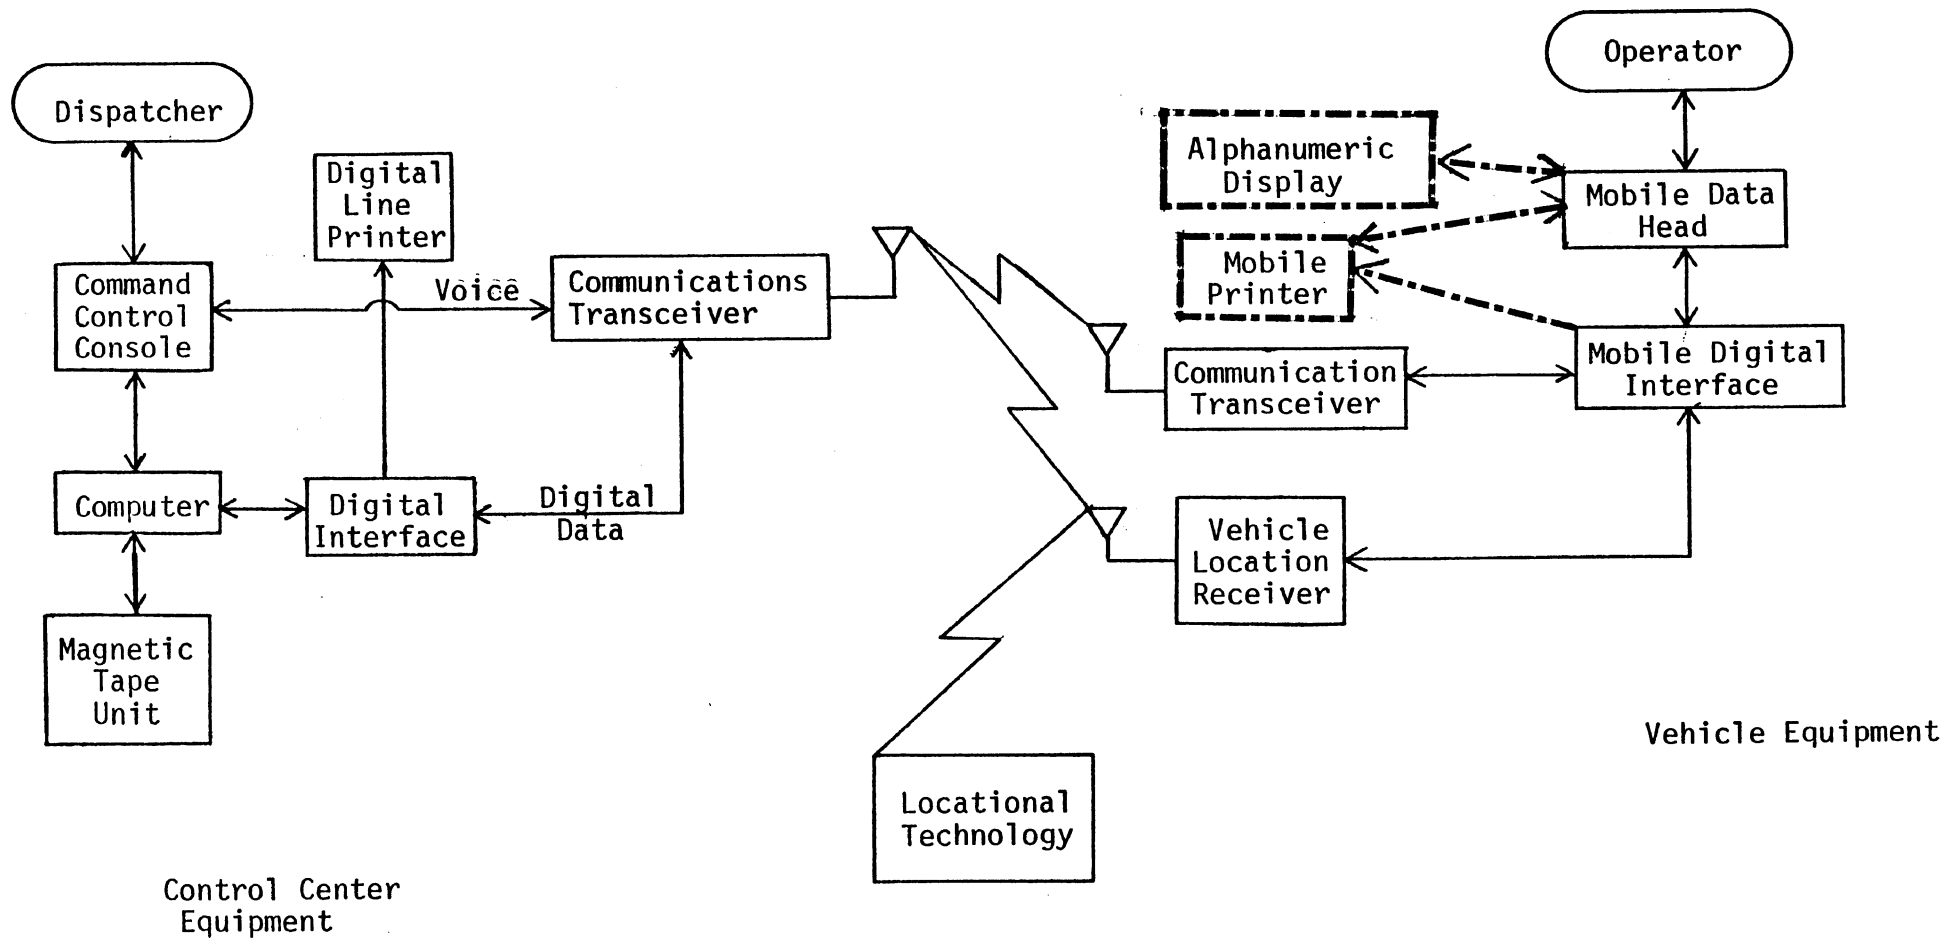 Operator
Dispatcher
Alphanumeric
Display
Digital
Line
Printer
Mobile Data
Head
Command
Control
Console
Voice
Communications
Transceiver
Mobile
Printer
Mobile Digital
Interface
Communication
Transceiver
Computer
Digital
Interface
Digital
Data
Vehicle
Location
Receiver
Magnetic
Tape
Unit
Vehicle Equipment
Locational
Technology
Control Center
Equipment